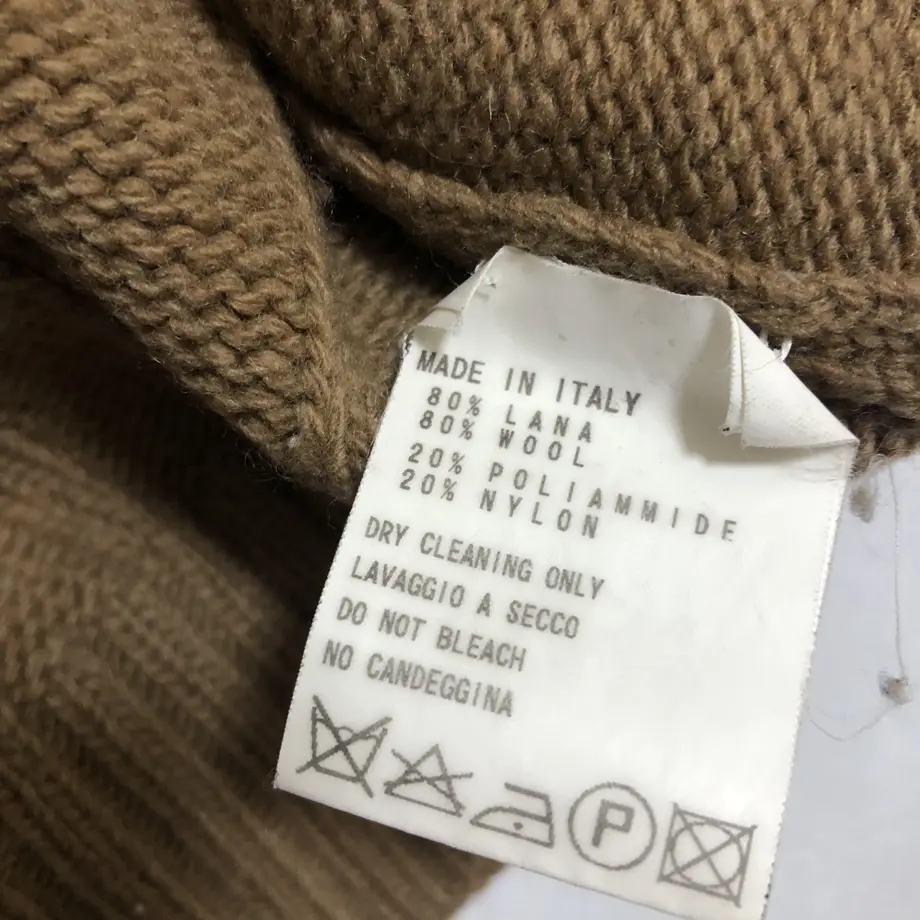 MADE IN ITALY
80% LANA
80% WOOL
20% POLIAMMIDE
20% NYLON
DRY CLEANING ONLY
LAVAGGIO A SECCO
DO NOT BLEACH
NO CANDEGGINA
P